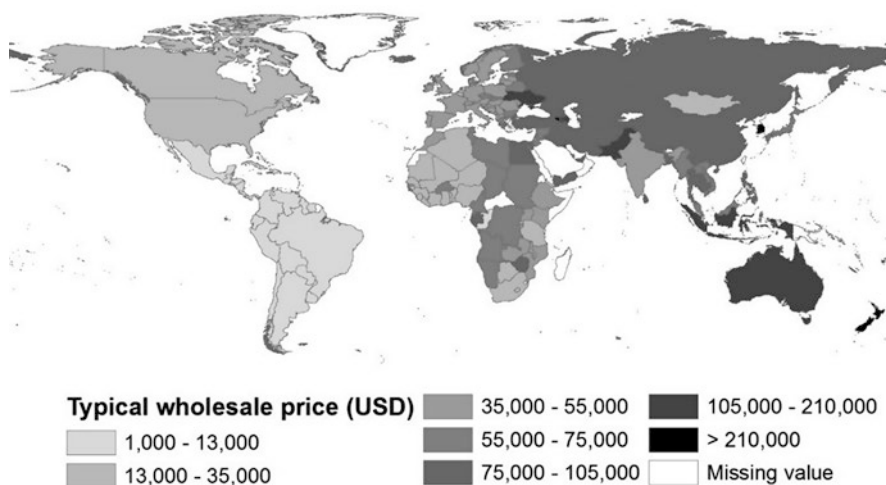 Typical wholesale price (USD)
1,000 - 13,000
13,000 - 35,000
35,000 - 55,000
55,000 - 75,000
75,000 - 105,000
105,000 - 210,000
> 210,000
Missing value